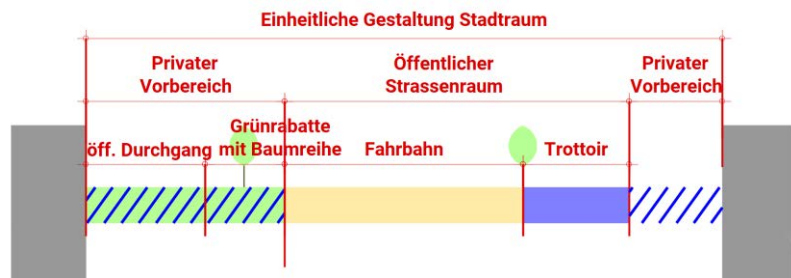 Einheitliche Gestaltung Stadtraum
Privater
Vorbereich
Öffentlicher
Strassenraum
Privater
Vorbereich
öff. Durchgang
Grünrabatte
mit Baumreihe
Fahrbahn
Trottoir